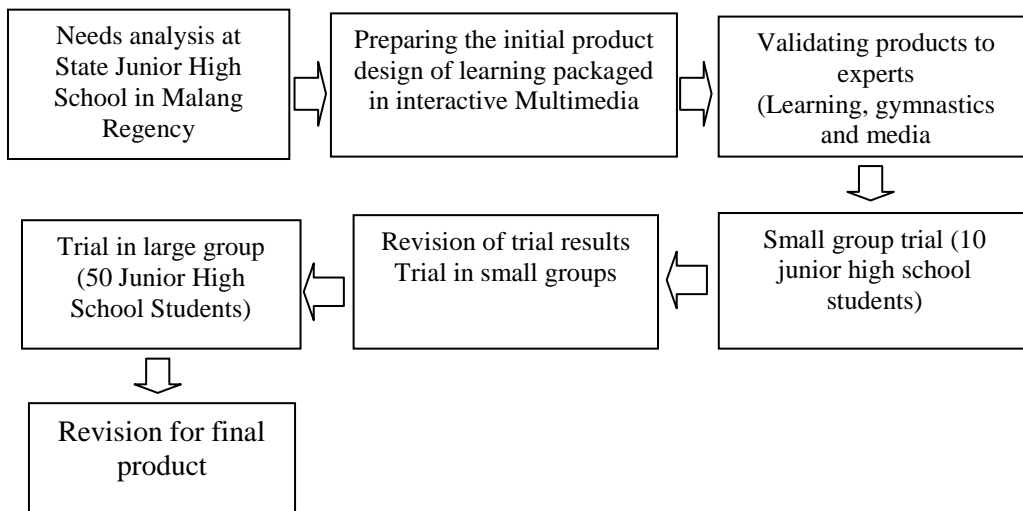 Needs analysis at
State Junior High
School in Malang
Regency
Preparing the initial product
design of learning packaged
in interactive Multimedia
Validating products to
experts
(Learning, gymnastics
and media
Small group trial (10
junior high school
students)
Revision of trial results
Trial in small groups
Trial in large group
(50 Junior High
School Students)
Revision for final
product